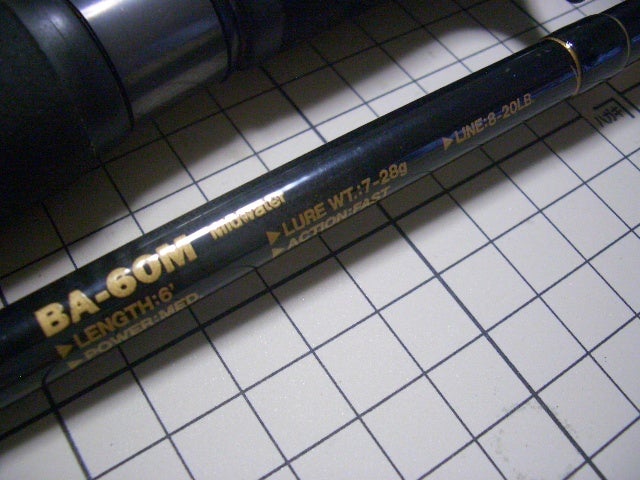 BA-60M Midwater
▶LENGTH:6' ▶LURE WT.:7-28g ▶LINE:8-20LB
▶POWER:MED. ▶ACTION:FAST